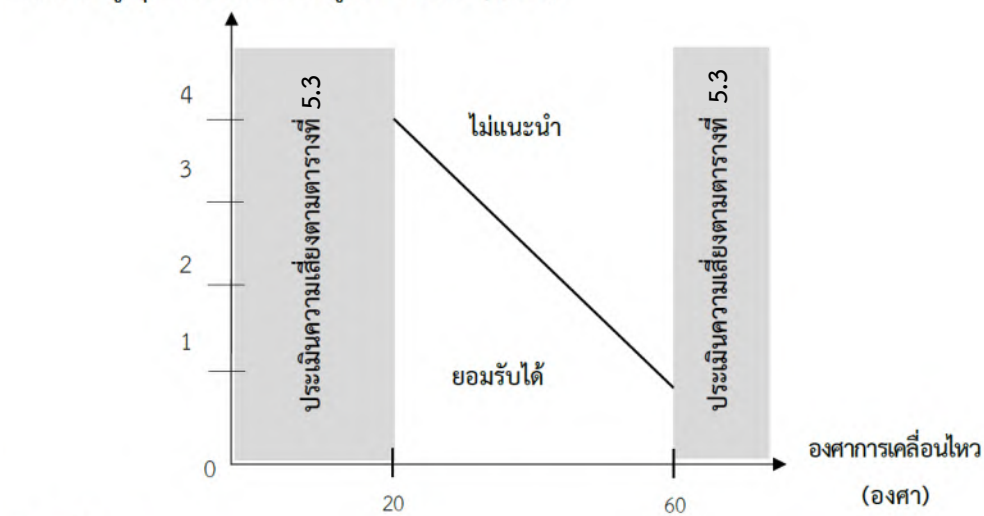 4
3
2
1
0
ประเมินความเสี่ยงตามตารางที่ 5.3
ไม่แนะนำ
ยอมรับได้
ประเมินความเสี่ยงตามตารางที่ 5.3
20
60
องศาการเคลื่อนไหว
(องศา)